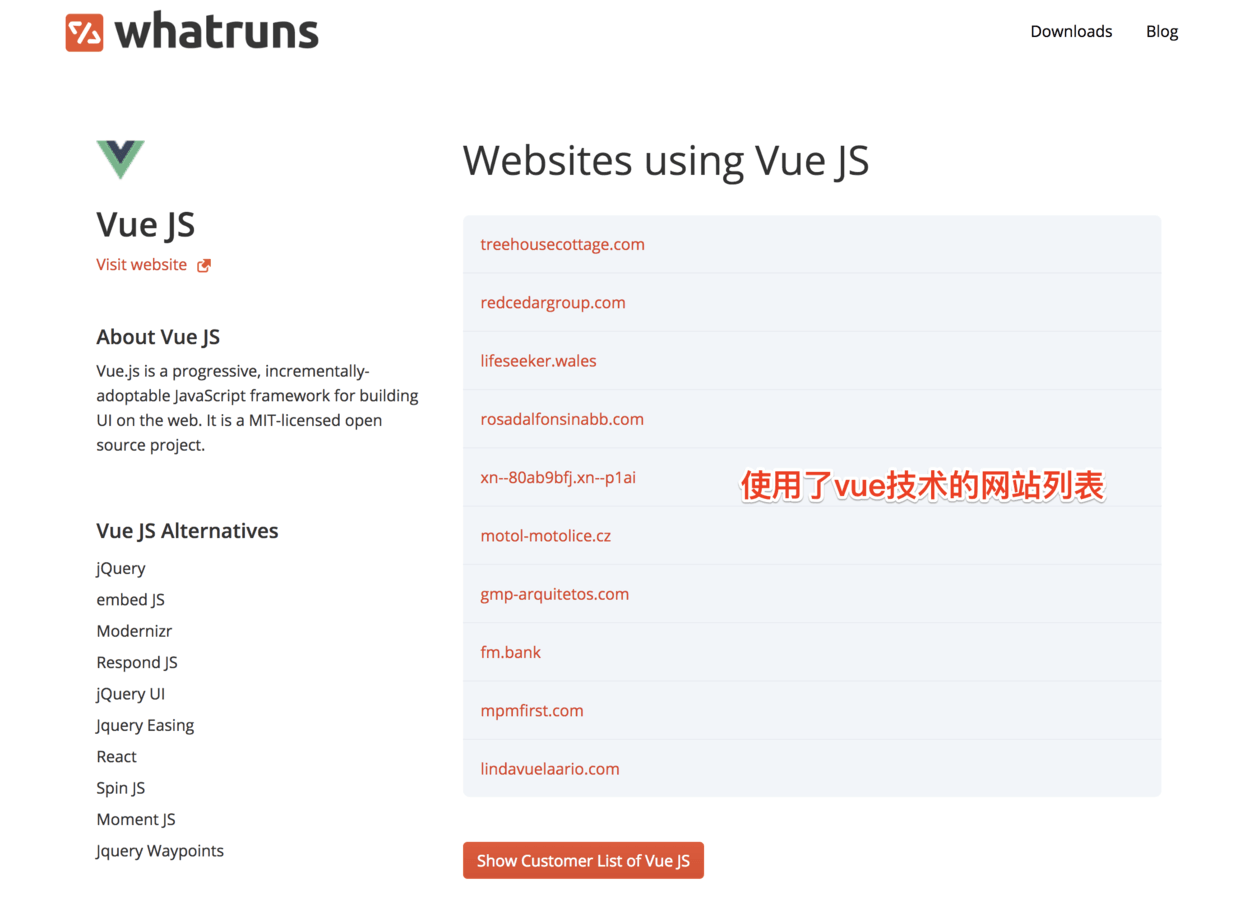 whatruns
Downloads
Blog
Vue JS
Visit website
About Vue JS
Vue.js is a progressive, incrementally-
adoptable JavaScript framework for building
UI on the web. It is a MIT-licensed open
source project.
Vue JS Alternatives
jQuery
embed JS
Modernizr
Respond JS
jQuery UI
Jquery Easing
React
Spin JS
Moment JS
Jquery Waypoints
Websites using Vue JS
treehousecottage.com
redcedargroup.com
lifeseeker.wales
rosadalfonsinabb.com
xn--80ab9bfj.xn--p1ai
使用了vue技术的网站列表
motol-motolice.cz
gmp-arquitetos.com
fm.bank
mpmfirst.com
lindavuelaario.com
Show Customer List of Vue JS